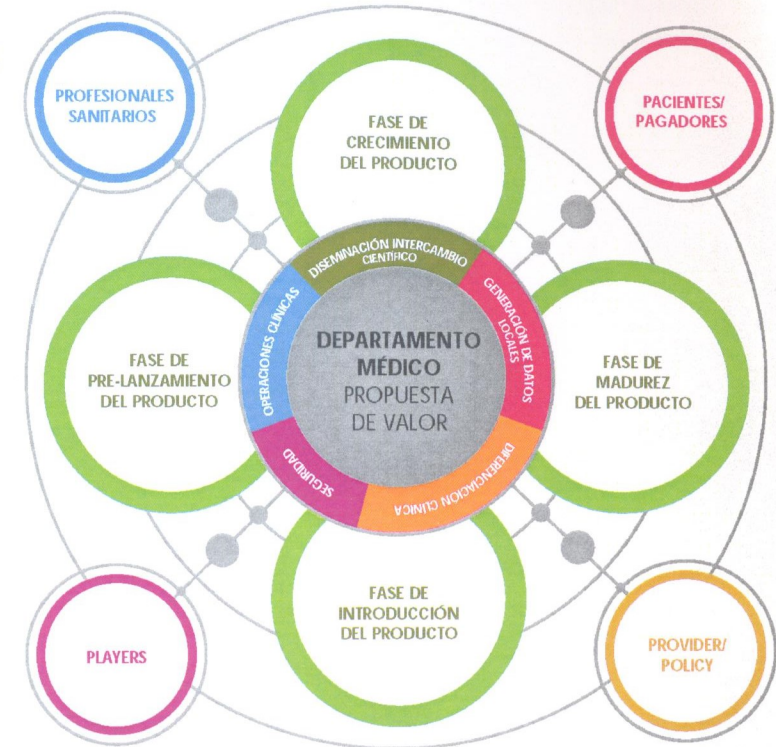 PROFESIONALES
SANITARIOS
PACIENTES/
PAGADORES
FASE DE
CRECIMIENTO
DEL PRODUCTO
DISEMINACIÓN INTERCAMBIO
CIENTÍFICO
OPERACIONES CLÍNICAS
GENERACIÓN DE DATOS
LOCALES
FASE DE
PRE-LANZAMIENTO
DEL PRODUCTO
DEPARTAMENTO
MÉDICO
PROPUESTA
DE VALOR
FASE DE
MADUREZ
DEL PRODUCTO
SEGURIDAD
DIFERENCIACIÓN CLÍNICA
FASE DE
INTRODUCCIÓN
DEL PRODUCTO
PLAYERS
PROVIDER/
POLICY